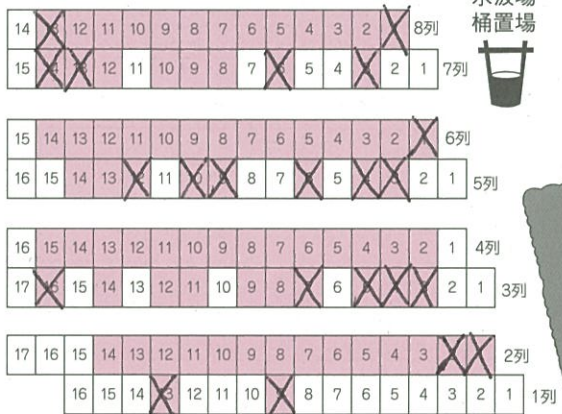 水汲場
桶置場
14 12 11 10 9 8 7 6 5 4 3 2 8列
15 12 11 10 9 8 7 5 4 2 1 7列
15 14 13 12 11 10 9 8 7 6 5 4 3 2 6列
16 15 14 13 11 8 7 5 2 1 5列
16 15 14 13 12 11 10 9 8 7 6 5 4 3 2 1 4列
17 15 14 13 12 11 10 9 8 6 2 1 3列
17 16 15 14 13 12 11 10 9 8 7 6 5 4 3 2列
16 15 14 12 11 10 8 7 6 5 4 3 2 1 1列